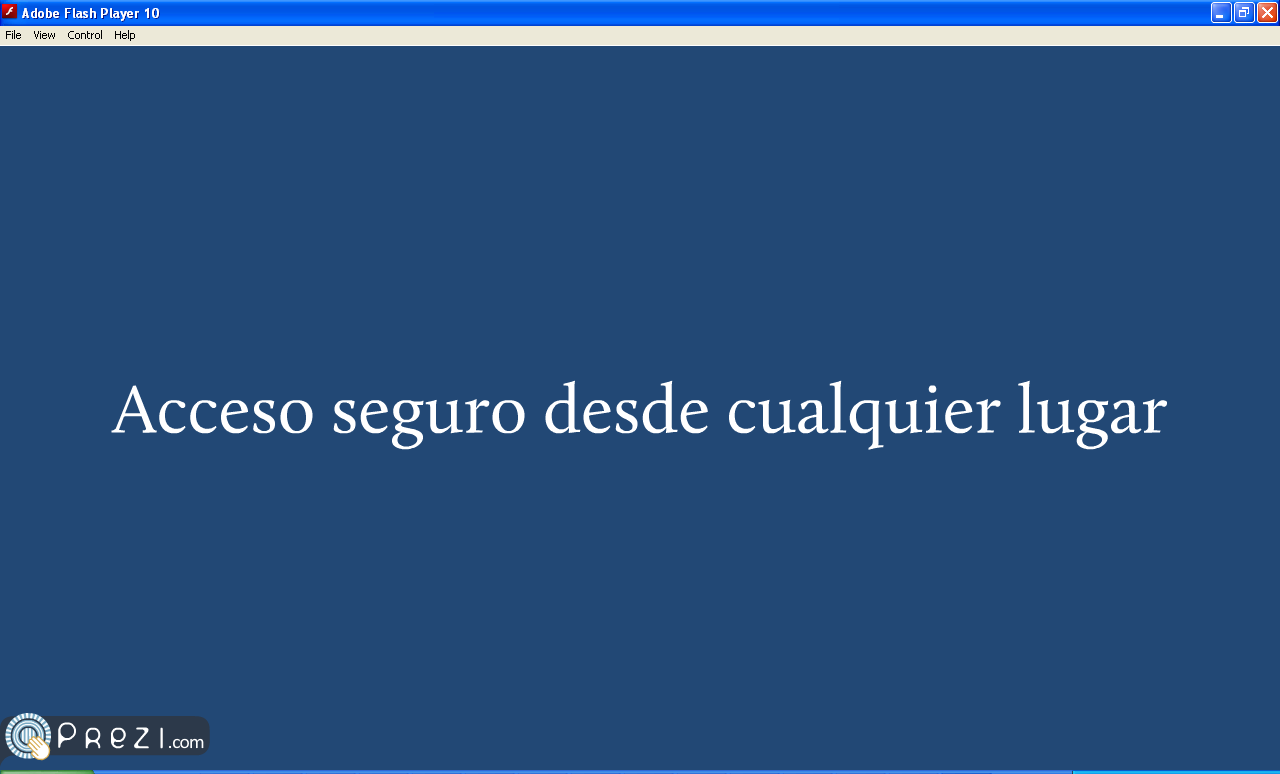 Adobe Flash Player 10
File View Control Help
Acceso seguro desde cualquier lugar
PREZI.com